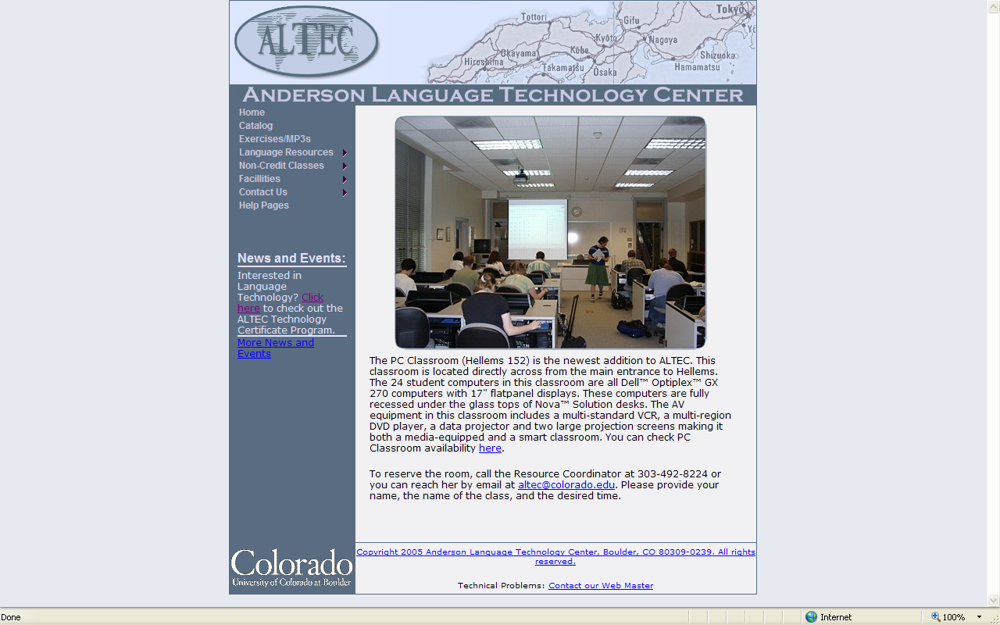 ALTEC
Tottori
Gifu
Tokyo
Kyōto
Nagoya
Okayama
Kōbe
Shizuoka
Hiroshima
Takamatsu
Ōsaka
Hamamatsu
ANDERSON LANGUAGE TECHNOLOGY CENTER
Home
Catalog
Exercises/MP3s
Language Resources
Non-Credit Classes
Facillities
Contact Us
Help Pages
News and Events:
Interested in
Language
Technology? Click
here to check out the
ALTEC Technology
Certificate Program.
More News and
Events
The PC Classroom (Hellems 152) is the newest addition to ALTEC. This
classroom is located directly across from the main entrance to Hellems.
The 24 student computers in this classroom are all Dell™ Optiplex™ GX
270 computers with 17" flatpanel displays. These computers are fully
recessed under the glass tops of Nova™ Solution desks. The AV
equipment in this classroom includes a multi-standard VCR, a multi-region
DVD player, a data projector and two large projection screens making it
both a media-equipped and a smart classroom. You can check PC
Classroom availability here.
To reserve the room, call the Resource Coordinator at 303-492-8224 or
you can reach her by email at altec@colorado.edu. Please provide your
name, the name of the class, and the desired time.
Colorado
University of Colorado at Boulder
Copyright 2005 Anderson Language Technology Center, Boulder, CO 80309-0239. All rights
reserved.
Technical Problems: Contact our Web Master
Done
Internet
100%